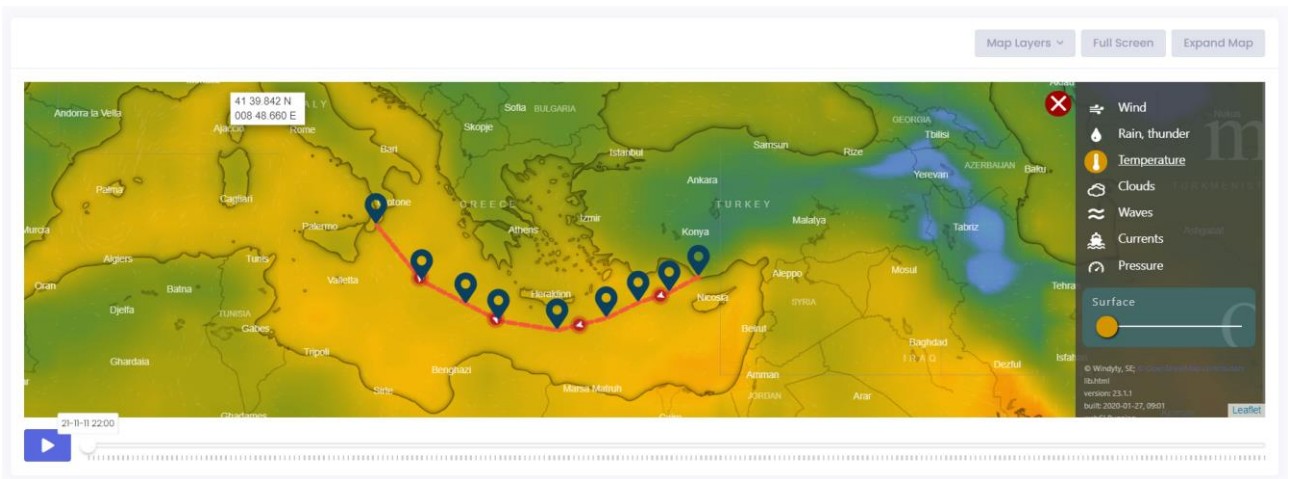 Map Layers
Full Screen
Expand Map
41 39.842 N
008 48.660 E
Andorra la Vella
Ajaccio
Rome
Bari
Sofia BULGARIA
Skopje
Istanbul
Samsun
Rize
GEORGIA
Tbilisi
AZERBAIJAN
Baku
Yerevan
Palma
Cagliari
Palermo
GREECE
Athens
Izmir
Ankara
TURKEY
Konya
Malatya
Tabriz
Murcia
Algiers
Tunis
Valletta
Oran
Batna
Djelfa
TUNISIA
Gabes
Heraklion
Nicosia
Aleppo
Mosul
SYRIA
Beirut
Baghdad
IRAQ
Ghardaia
Tripoli
Benghazi
Sirte
Marsa Matruh
Amman
JORDAN
Arar
Dezful
Ghadames
Wind
Rain, thunder
Temperature
Clouds
Waves
Currents
Pressure
Surface
© Windyty, SE;
lib.html
version: 23.1.1
built: 2020-01-27, 09:01
Leaflet
21-11-11 22:00